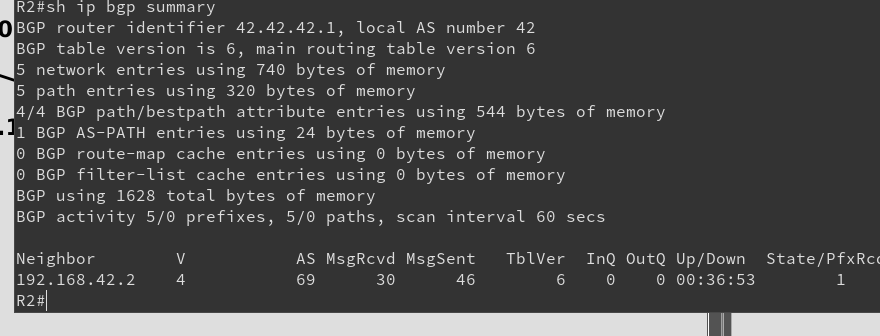 R2#sh ip bgp summary
BGP router identifier 42.42.42.1, local AS number 42
BGP table version is 6, main routing table version 6
5 network entries using 740 bytes of memory
5 path entries using 320 bytes of memory
4/4 BGP path/bestpath attribute entries using 544 bytes of memory
1 BGP AS-PATH entries using 24 bytes of memory
0 BGP route-map cache entries using 0 bytes of memory
0 BGP filter-list cache entries using 0 bytes of memory
BGP using 1628 total bytes of memory
BGP activity 5/0 prefixes, 5/0 paths, scan interval 60 secs
Neighbor V AS MsgRcvd MsgSent TblVer InQ OutQ Up/Down State/PfxRcd
192.168.42.2 4 69 30 46 6 0 0 00:36:53 1
R2#